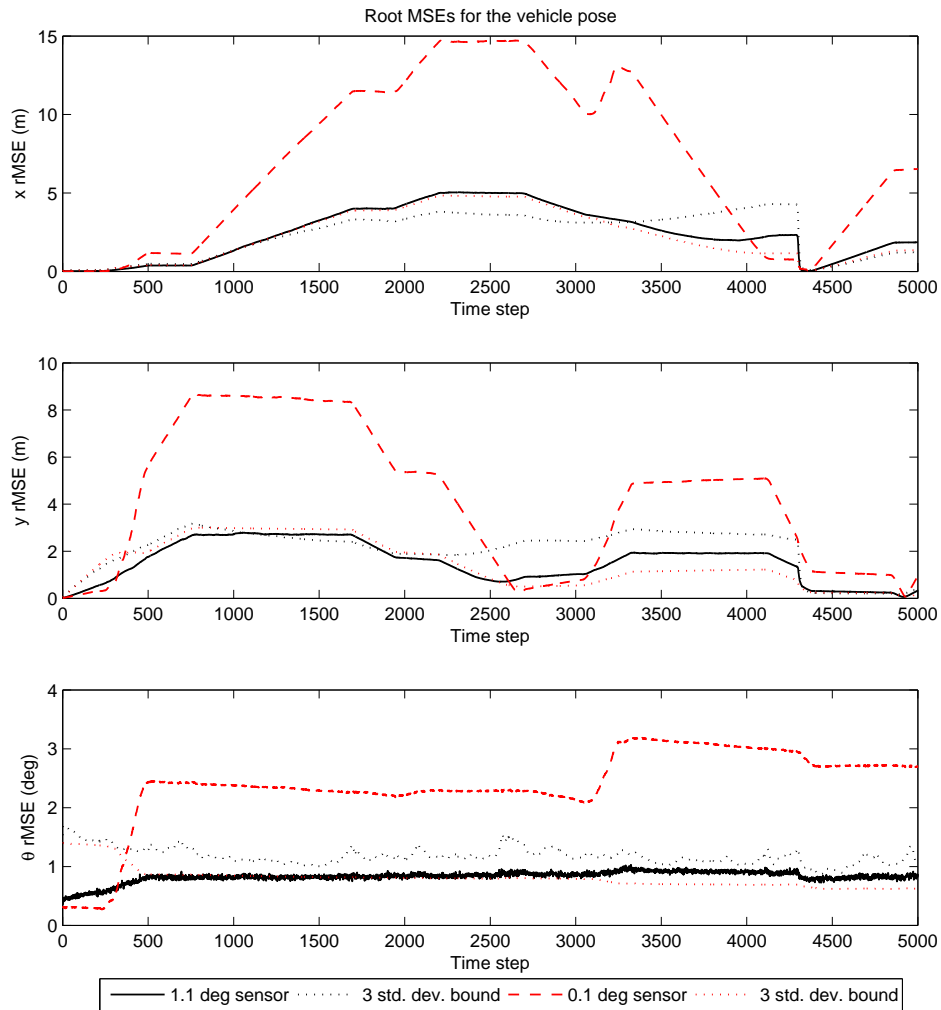 Root MSEs for the vehicle pose
15
10
5
0
x rMSE (m)
0 500 1000 1500 2000 2500 3000 3500 4000 4500 5000
Time step
10
8
6
4
2
0
y rMSE (m)
0 500 1000 1500 2000 2500 3000 3500 4000 4500 5000
Time step
4
3
2
1
0
θ rMSE (deg)
0 500 1000 1500 2000 2500 3000 3500 4000 4500 5000
Time step
1.1 deg sensor 3 std. dev. bound 0.1 deg sensor 3 std. dev. bound